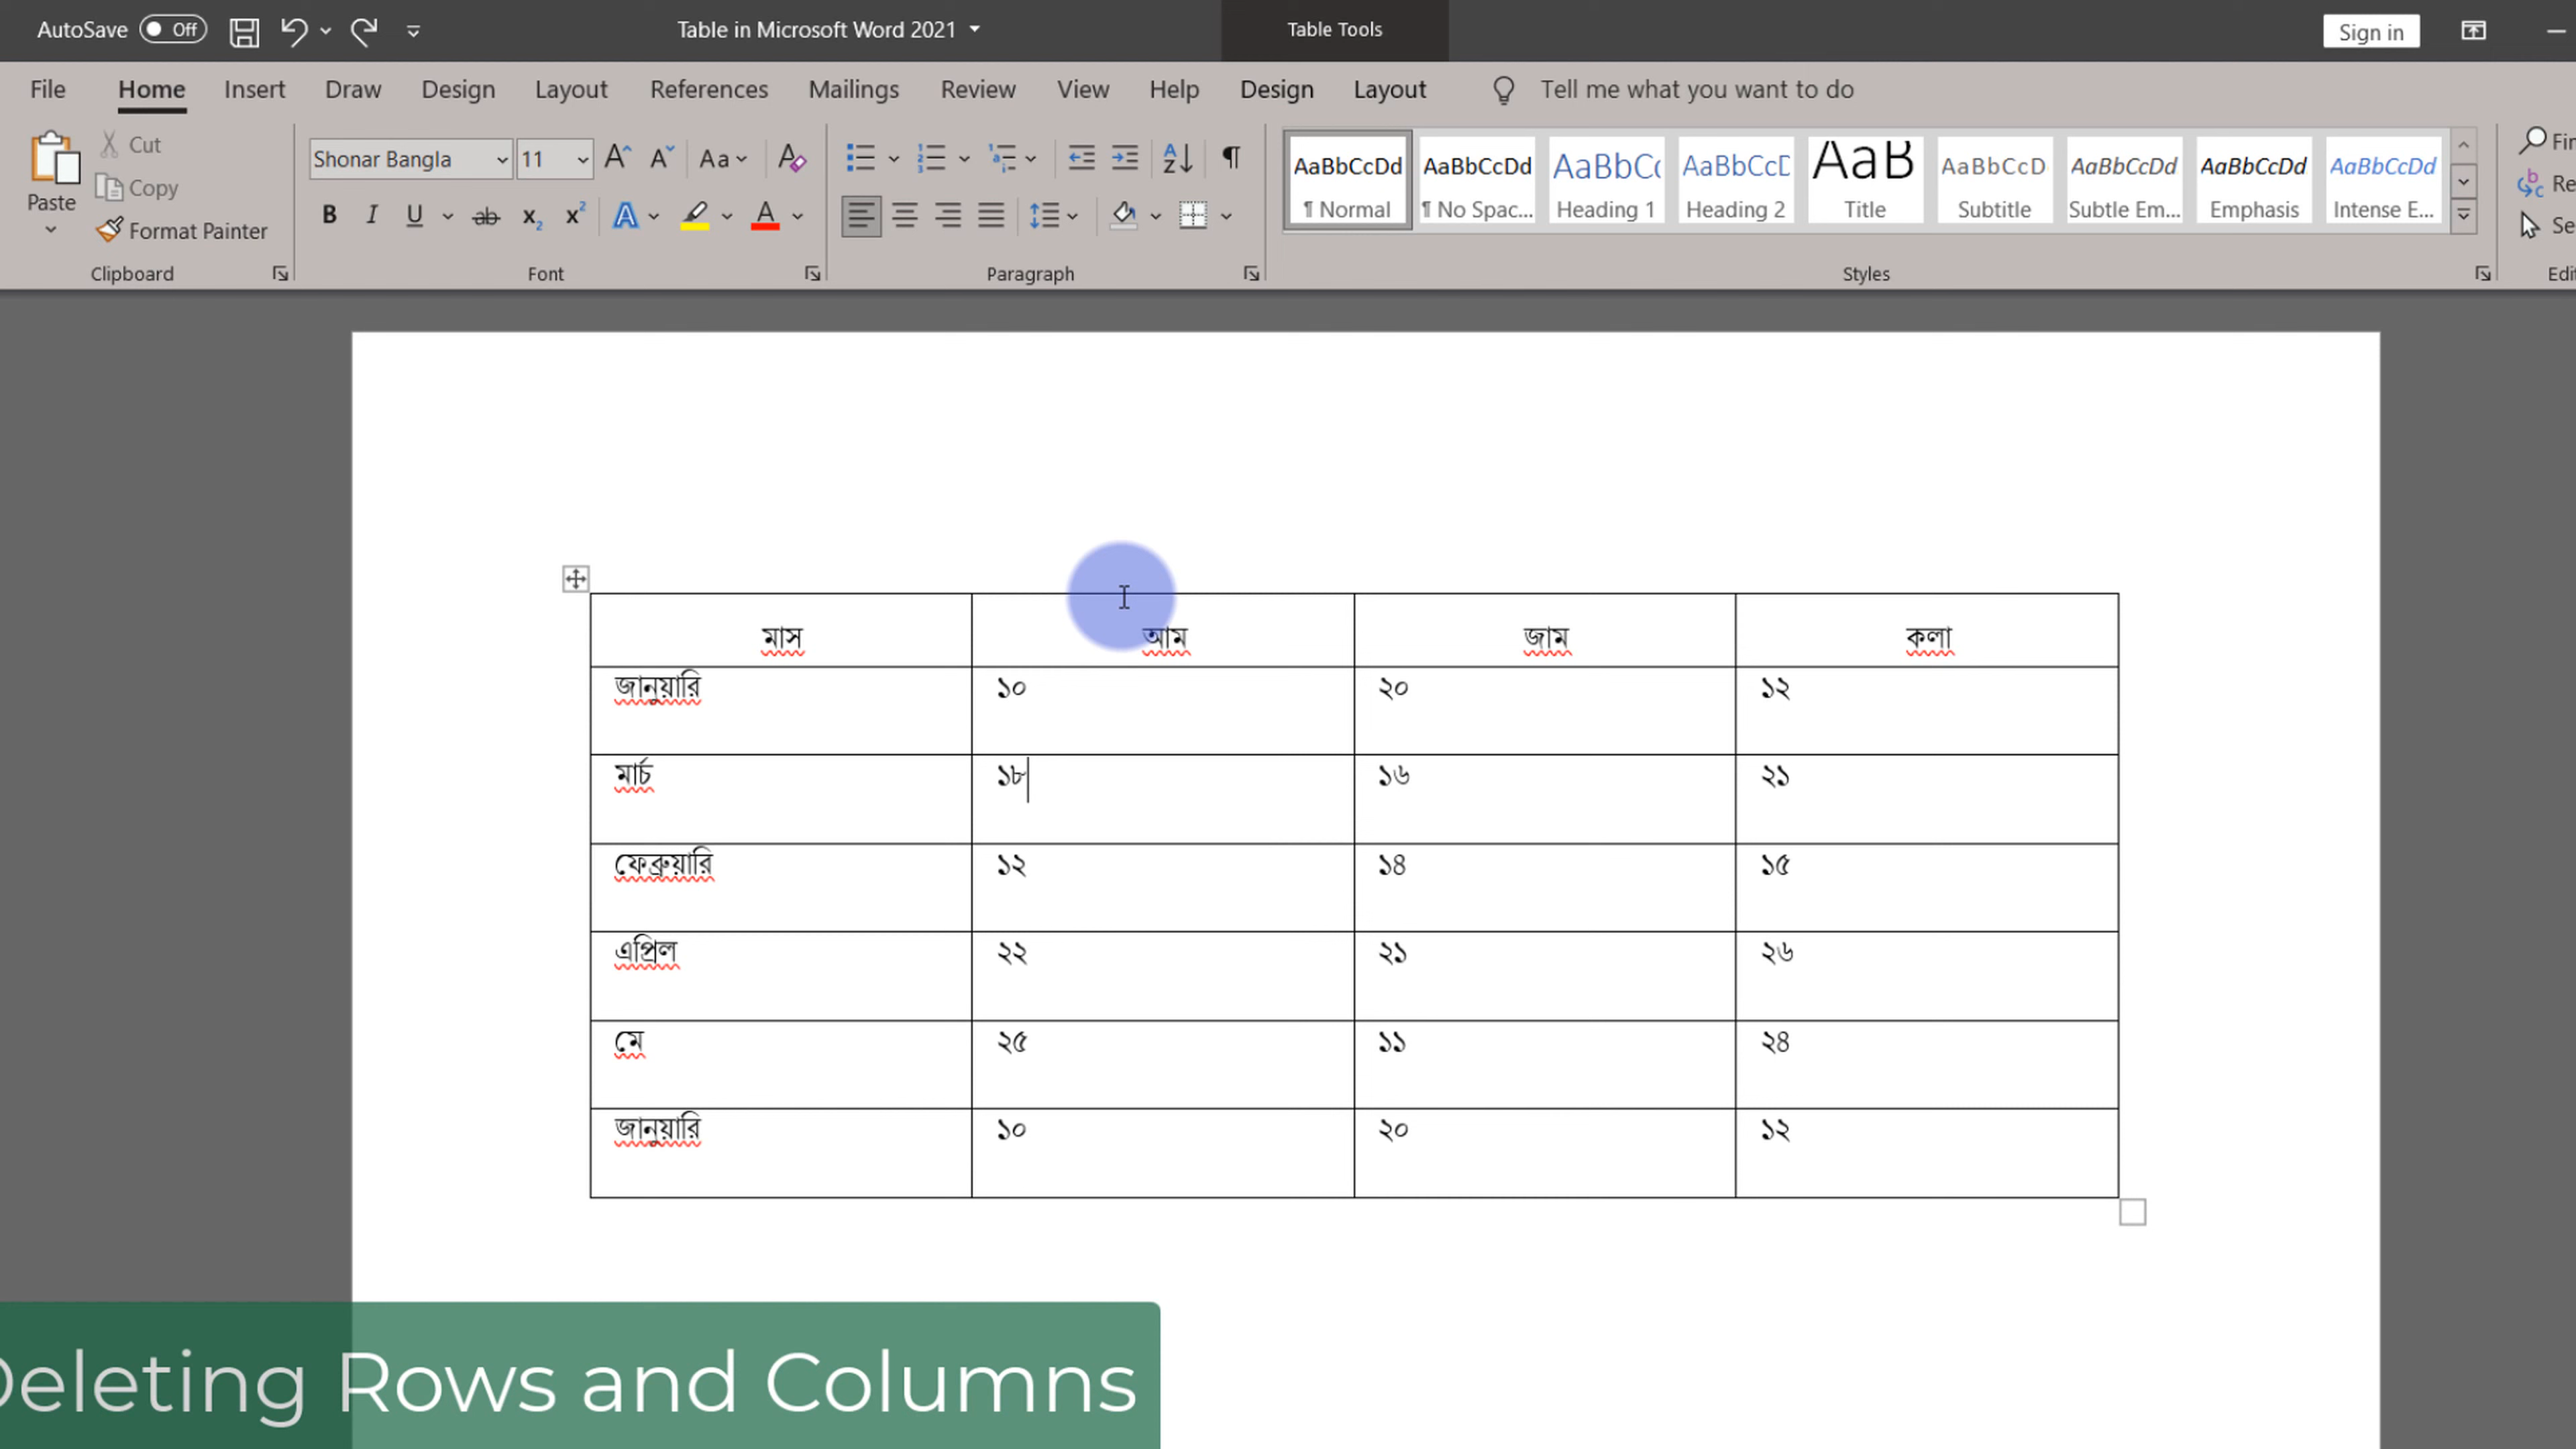 AutoSave Off Table in Microsoft Word 2021 Table Tools Sign in
File Home Insert Draw Design Layout References Mailings Review View Help Design Layout Tell me what you want to do
Paste
Cut
Copy
Format Painter
Clipboard
Shonar Bangla 11
Font
Paragraph
AaBbCcDd AaBbCcDd AaBbCc AaBbCcD AaB AaBbCcD AaBbCcDd AaBbCcDd AaBbCcDd
¶ Normal ¶ No Spac... Heading 1 Heading 2 Title Subtitle Subtle Em... Emphasis Intense E...
Styles
মাস আম জাম কলা
জানুয়ারি ১০ ২০ ১২
মার্চ ১৮ ১৬ ২১
ফেব্রুয়ারি ১২ ১৪ ১৫
এপ্রিল ২২ ২১ ২৬
মে ২৫ ১১ ২৪
জানুয়ারি ১০ ২০ ১২
Deleting Rows and Columns